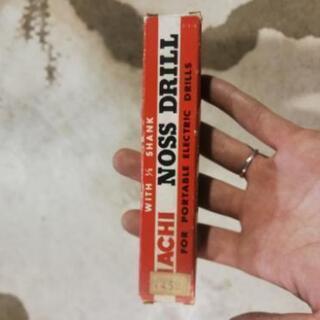 WITH ½ SHANK
IACHI NOSS DRILL
FOR PORTABLE ELECTRIC DRILLS